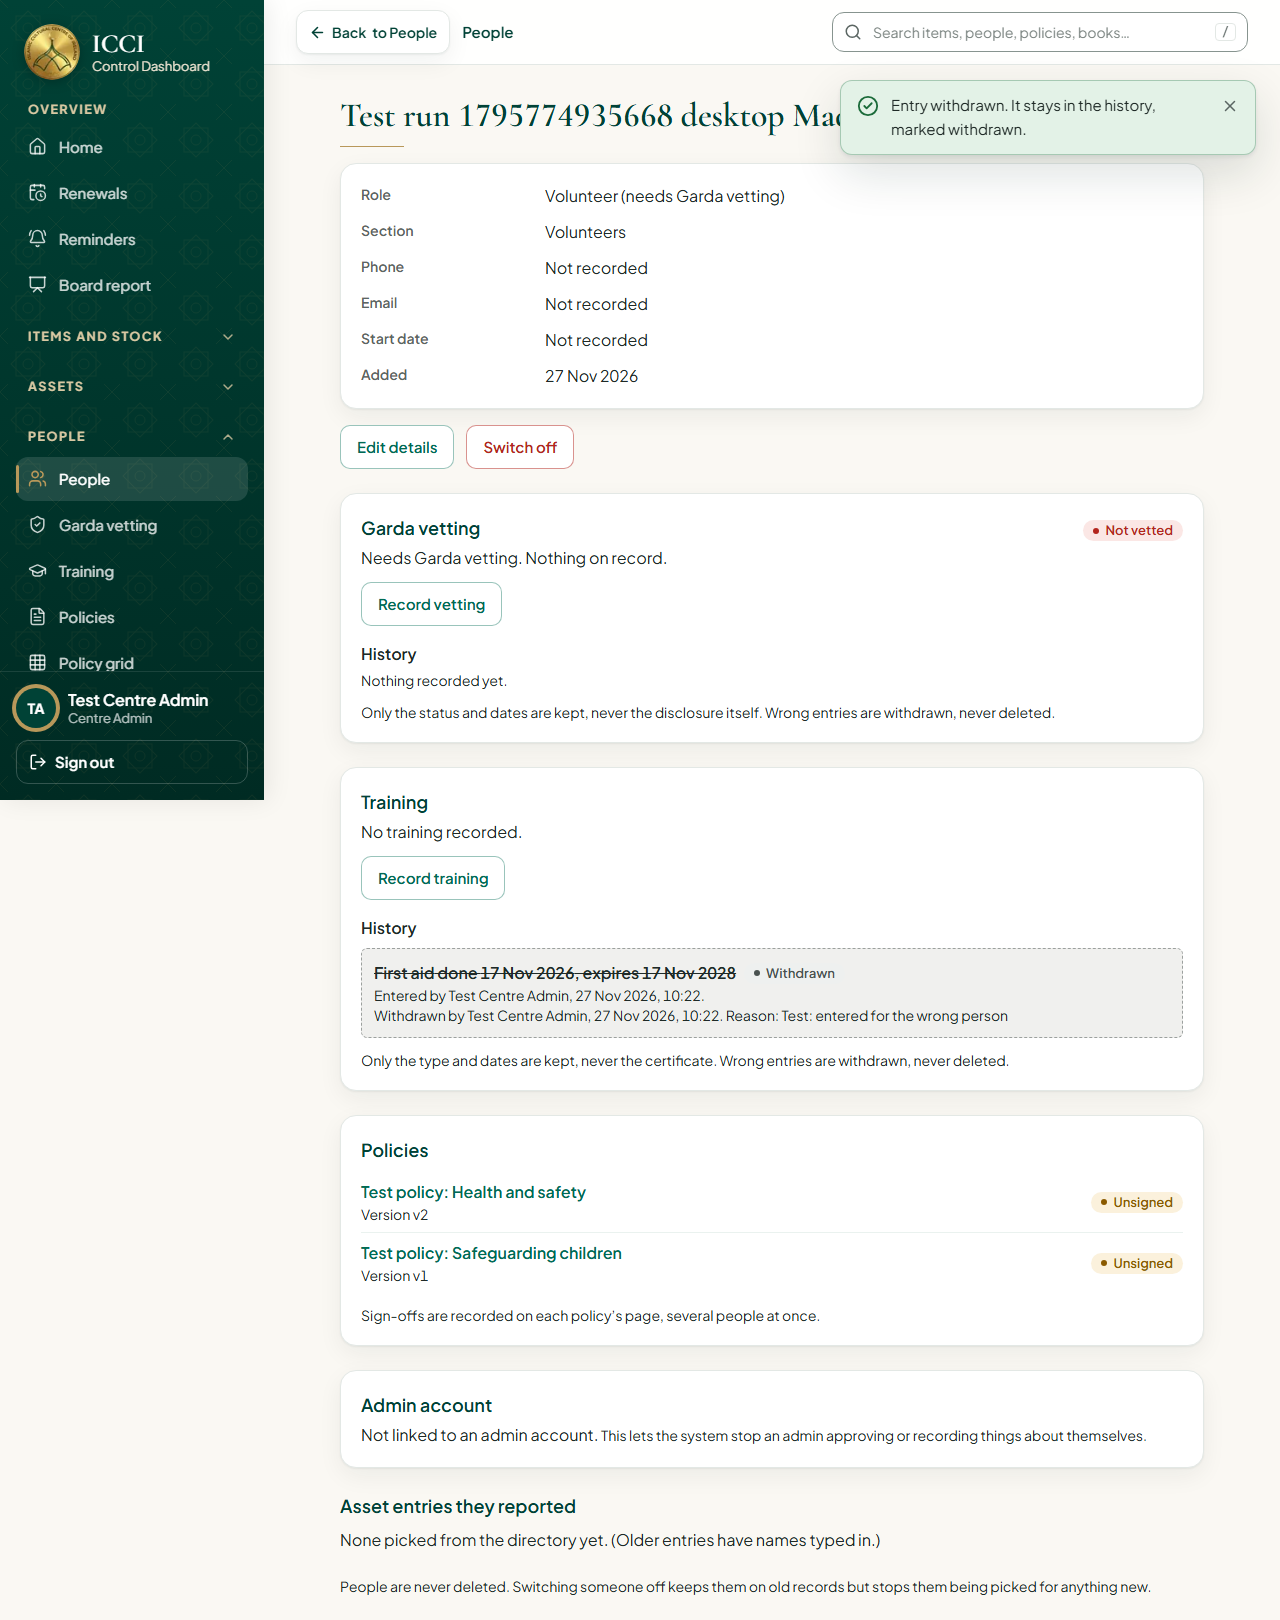 ICCI
Control Dashboard
OVERVIEW
Home
Renewals
Reminders
Board report
ITEMS AND STOCK
ASSETS
PEOPLE
People
Garda vetting
Training
Policies
Policy grid
TA
Test Centre Admin
Centre Admin
Sign out
Back to People
People
Search items, people, policies, books…
/
Entry withdrawn. It stays in the history,
marked withdrawn.
Test run 1795774935668 desktop
Role
Volunteer (needs Garda vetting)
Section
Volunteers
Phone
Not recorded
Email
Not recorded
Start date
Not recorded
Added
27 Nov 2026
Edit details
Switch off
Garda vetting
Not vetted
Needs Garda vetting. Nothing on record.
Record vetting
History
Nothing recorded yet.
Only the status and dates are kept, never the disclosure itself. Wrong entries are withdrawn, never deleted.
Training
No training recorded.
Record training
History
First aid done 17 Nov 2026, expires 17 Nov 2028
Withdrawn
Entered by Test Centre Admin, 27 Nov 2026, 10:22.
Withdrawn by Test Centre Admin, 27 Nov 2026, 10:22. Reason: Test: entered for the wrong person
Only the type and dates are kept, never the certificate. Wrong entries are withdrawn, never deleted.
Policies
Test policy: Health and safety
Version v2
Unsigned
Test policy: Safeguarding children
Version v1
Unsigned
Sign-offs are recorded on each policy’s page, several people at once.
Admin account
Not linked to an admin account. This lets the system stop an admin approving or recording things about themselves.
Asset entries they reported
None picked from the directory yet. (Older entries have names typed in.)
People are never deleted. Switching someone off keeps them on old records but stops them being picked for anything new.